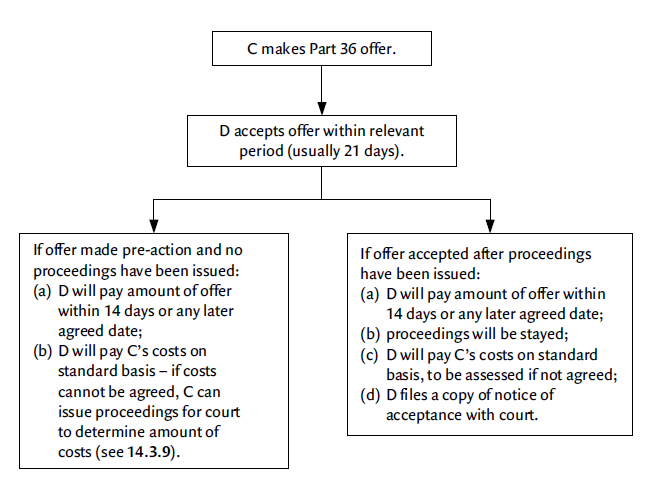 C makes Part 36 offer.
D accepts offer within relevant
period (usually 21 days).
If offer made pre-action and no
proceedings have been issued:
(a) D will pay amount of offer
within 14 days or any later
agreed date;
(b) D will pay C’s costs on
standard basis – if costs
cannot be agreed, C can
issue proceedings for court
to determine amount of
costs (see 14.3.9).
If offer accepted after proceedings
have been issued:
(a) D will pay amount of offer within
14 days or any later agreed date;
(b) proceedings will be stayed;
(c) D will pay C’s costs on standard
basis, to be assessed if not agreed;
(d) D files a copy of notice of
acceptance with court.